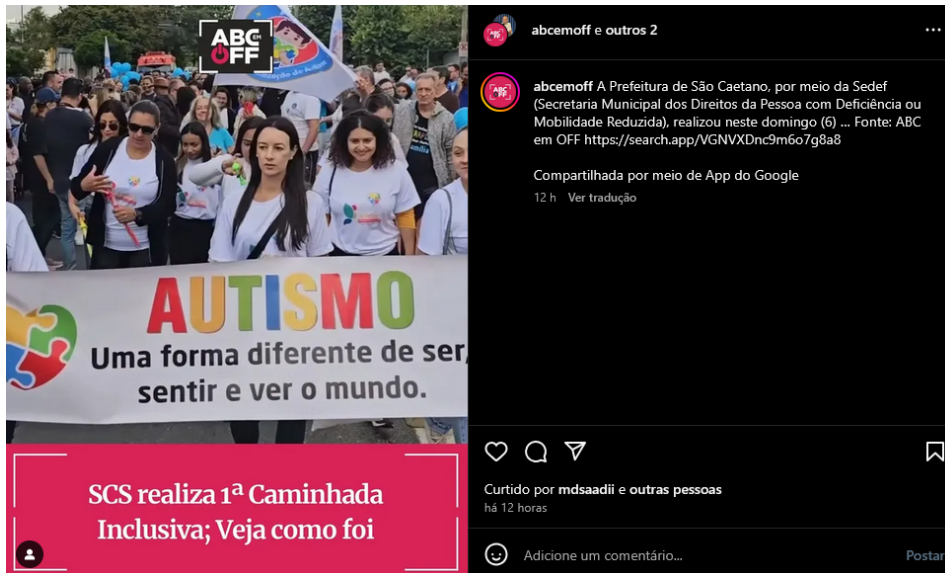 ABC
EM
OFF
AUTISMO
Uma forma diferente de ser,
sentir e ver o mundo.
SCS realiza 1ª Caminhada
Inclusiva; Veja como foi
abcemoff e outros 2
abcemoff A Prefeitura de São Caetano, por meio da Sedef
(Secretaria Municipal dos Direitos da Pessoa com Deficiência ou
Mobilidade Reduzida), realizou neste domingo (6) ... Fonte: ABC
em OFF https://search.app/VGNVXDnc9m6o7g8a8
Compartilhada por meio de App do Google
12 h Ver tradução
Curtido por mdsaadii e outras pessoas
há 12 horas
Adicione um comentário...
Postar